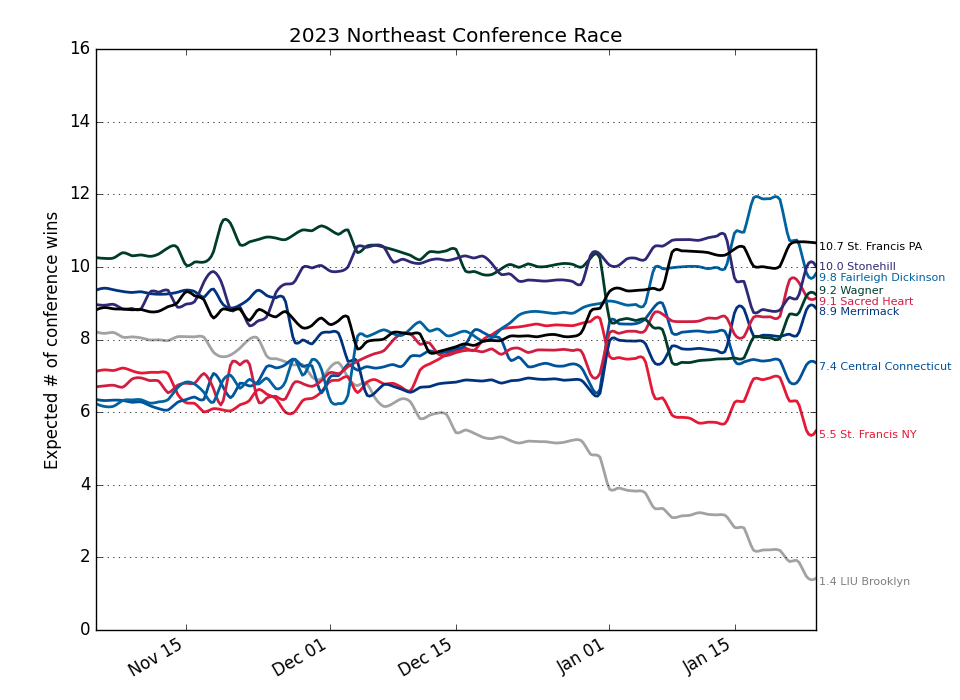 2023 Northeast Conference Race
Expected # of conference wins
16
14
12
10
8
6
4
2
0
Nov 15
Dec 01
Dec 15
Jan 01
Jan 15
10.7 St. Francis PA
10.0 Stonehill
9.8 Fairleigh Dickinson
9.2 Wagner
9.1 Sacred Heart
8.9 Merrimack
7.4 Central Connecticut
5.5 St. Francis NY
1.4 LIU Brooklyn